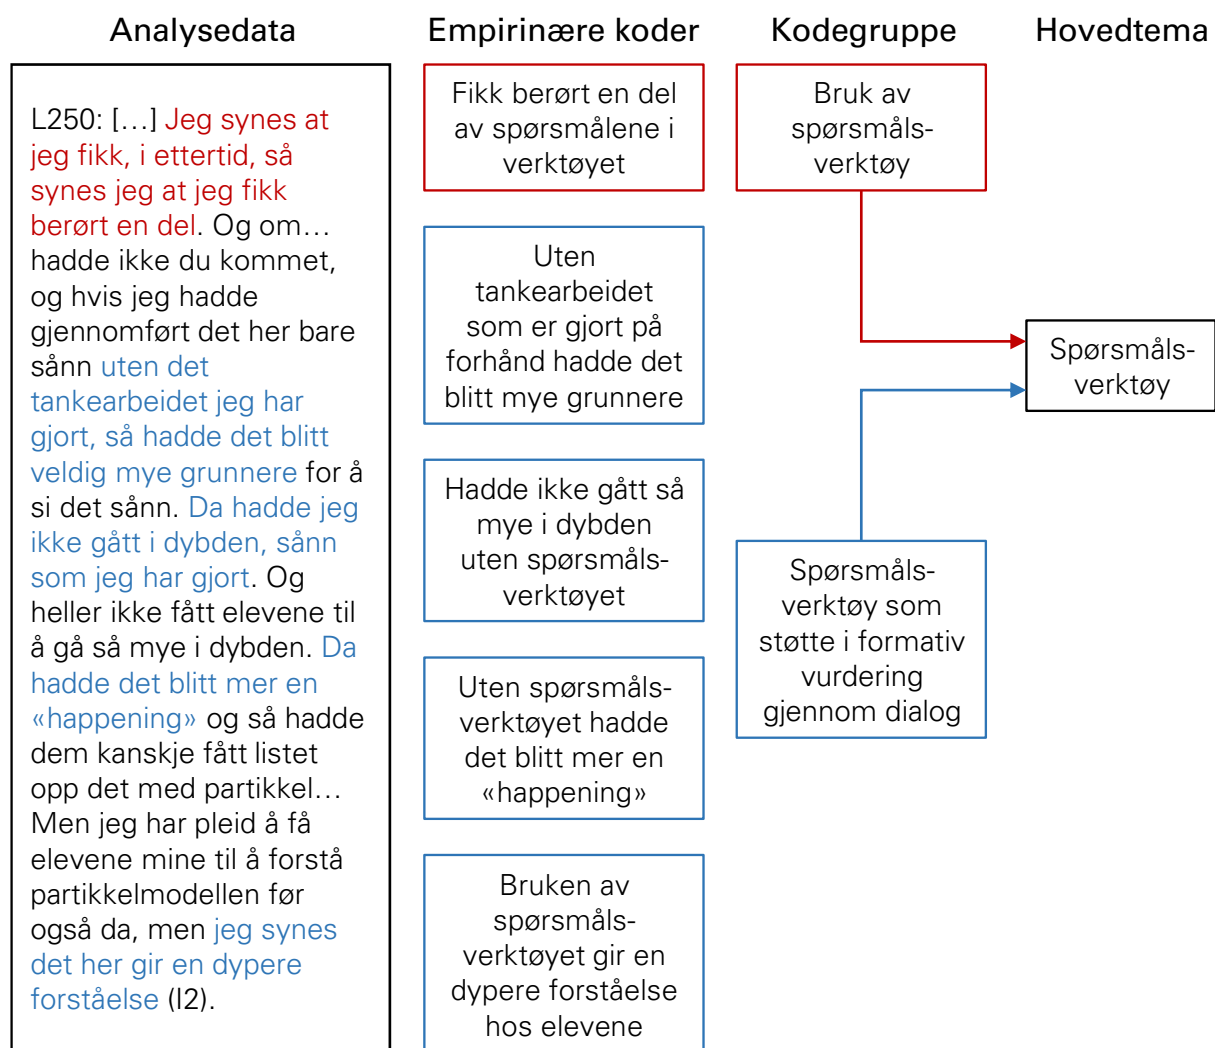 Analysedata
Empirinære koder
Kodegruppe
Hovedtema
L250: […] Jeg synes at
jeg fikk, i ettertid, så
synes jeg at jeg fikk
berørt en del. Og om…
hadde ikke du kommet,
og hvis jeg hadde
gjennomført det her bare
sånn uten det
tankearbeidet jeg har
gjort, så hadde det blitt
veldig mye grunnere for å
si det sånn. Da hadde jeg
ikke gått i dybden, sånn
som jeg har gjort. Og
heller ikke fått elevene til
å gå så mye i dybden. Da
hadde det blitt mer en
«happening» og så hadde
dem kanskje fått listet
opp det med partikkel…
Men jeg har pleid å få
elevene mine til å forstå
partikkelmodellen før
også da, men jeg synes
det her gir en dypere
forståelse (I2).
Fikk berørt en del
av spørsmålene i
verktøyet
Uten
tankearbeidet
som er gjort på
forhånd hadde det
blitt mye grunnere
Hadde ikke gått så
mye i dybden
uten spørsmåls-
verktøyet
Uten spørsmåls-
verktøyet hadde
det blitt mer en
«happening»
Bruken av
spørsmåls-
verktøyet gir en
dypere forståelse
hos elevene
Bruk av
spørsmåls-
verktøy
Spørsmåls-
verktøy som
støtte i formativ
vurdering
gjennom dialog
Spørsmåls-
verktøy